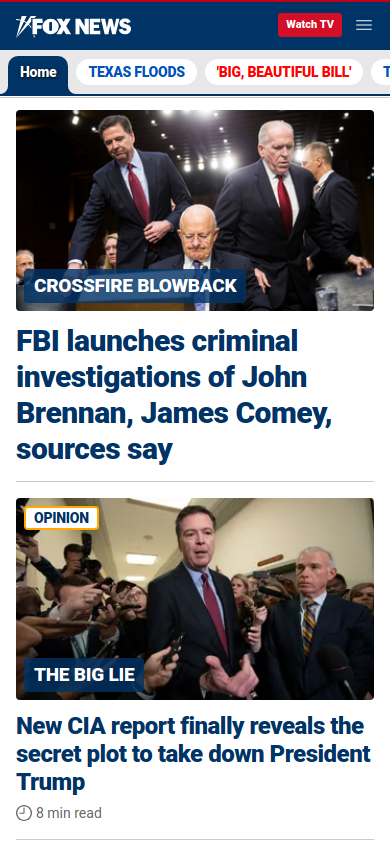 FOX NEWS
Watch TV
Home
TEXAS FLOODS
'BIG, BEAUTIFUL BILL'
CROSSFIRE BLOWBACK
FBI launches criminal
investigations of John
Brennan, James Comey,
sources say
OPINION
THE BIG LIE
New CIA report finally reveals the
secret plot to take down President
Trump
8 min read